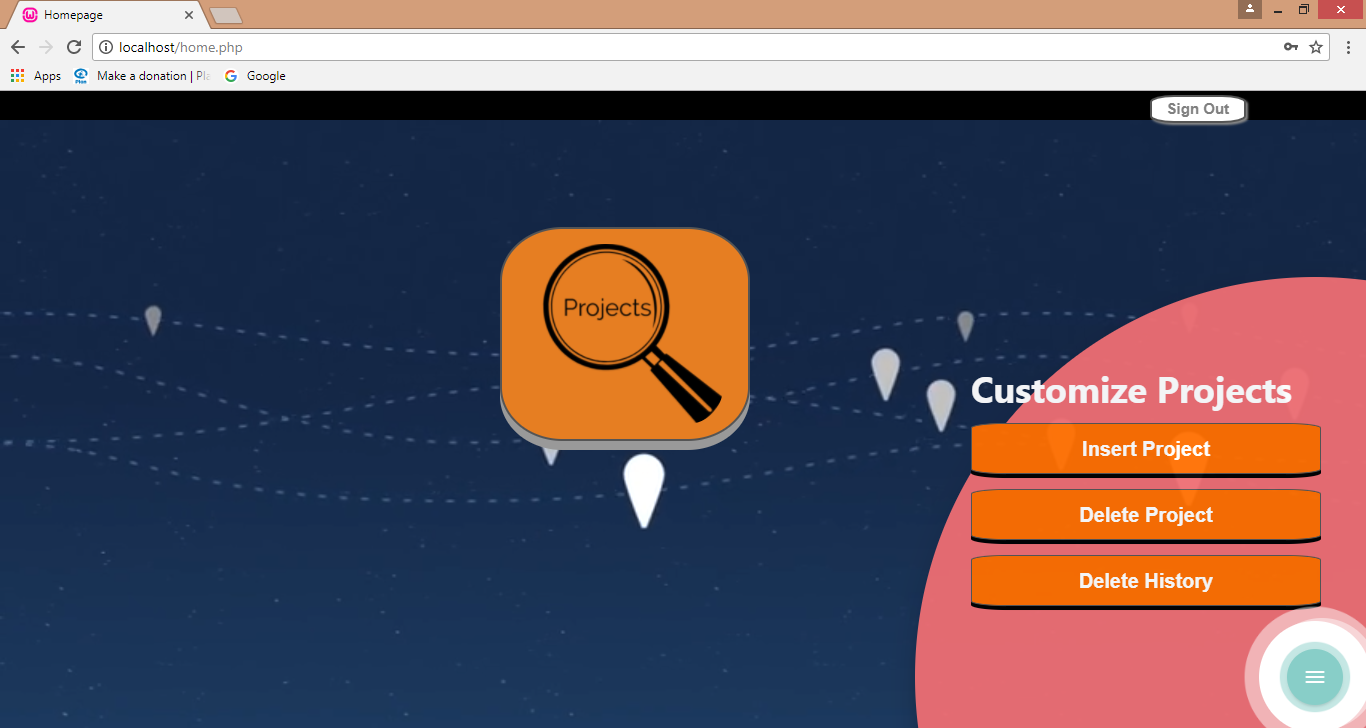 Homepage
localhost/home.php
Apps
Make a donation | Pla
Google
Sign Out
Projects
Customize Projects
Insert Project
Delete Project
Delete History